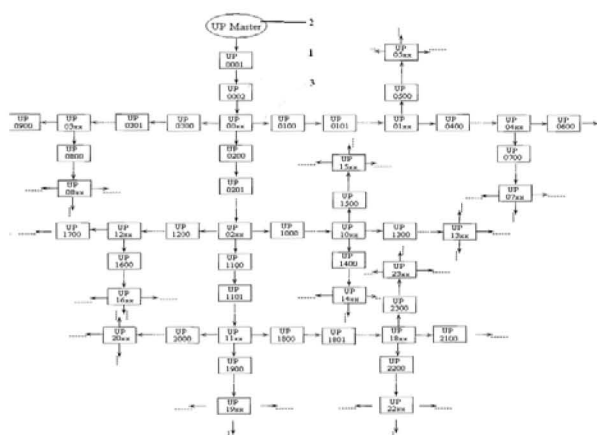 UP Master
2
1
3
UP
0001
UP
0002
UP
03xx
UP
0500
UP
0900
UP
03xx
UP
0301
UP
0300
UP
00xx
UP
0100
UP
0101
UP
01xx
UP
0400
UP
04xx
UP
0600
UP
0800
UP
0200
UP
15xx
UP
0700
UP
08xx
UP
0201
UP
1500
UP
07xx
UP
1700
UP
12xx
UP
1200
UP
02xx
UP
1000
UP
10xx
UP
1300
UP
13xx
UP
1600
UP
1100
UP
1400
UP
23xx
UP
16xx
UP
1101
UP
14xx
UP
2300
UP
20xx
UP
2000
UP
11xx
UP
1800
UP
1801
UP
18xx
UP
2100
UP
1900
UP
2200
UP
19xx
UP
22xx